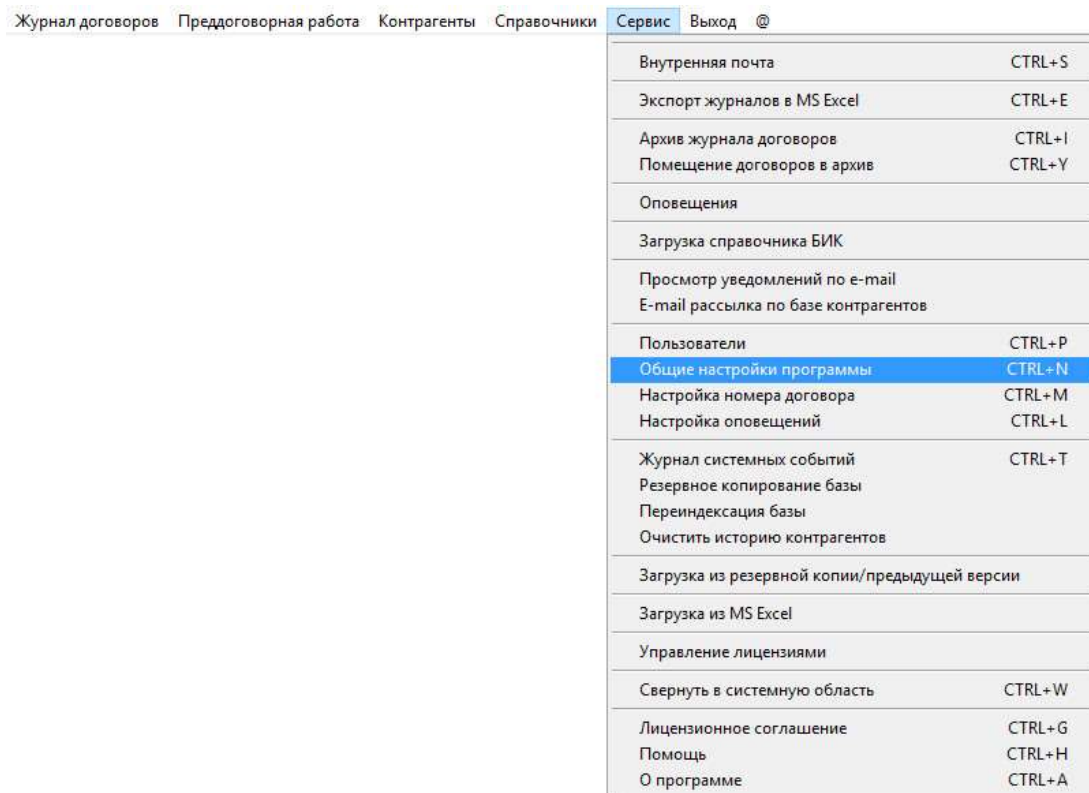 Журнал договоров Преддоговорная работа Контрагенты Справочники Сервис Выход @
Внутренняя почта CTRL+S
Экспорт журналов в MS Excel CTRL+E
Архив журнала договоров CTRL+I
Помещение договоров в архив CTRL+Y
Оповещения
Загрузка справочника БИК
Просмотр уведомлений по e-mail
E-mail рассылка по базе контрагентов
Пользователи CTRL+P
Общие настройки программы CTRL+N
Настройка номера договора CTRL+M
Настройка оповещений CTRL+L
Журнал системных событий CTRL+T
Резервное копирование базы
Переиндексация базы
Очистить историю контрагентов
Загрузка из резервной копии/предыдущей версии
Загрузка из MS Excel
Управление лицензиями
Свернуть в системную область CTRL+W
Лицензионное соглашение CTRL+G
Помощь CTRL+H
О программе CTRL+A